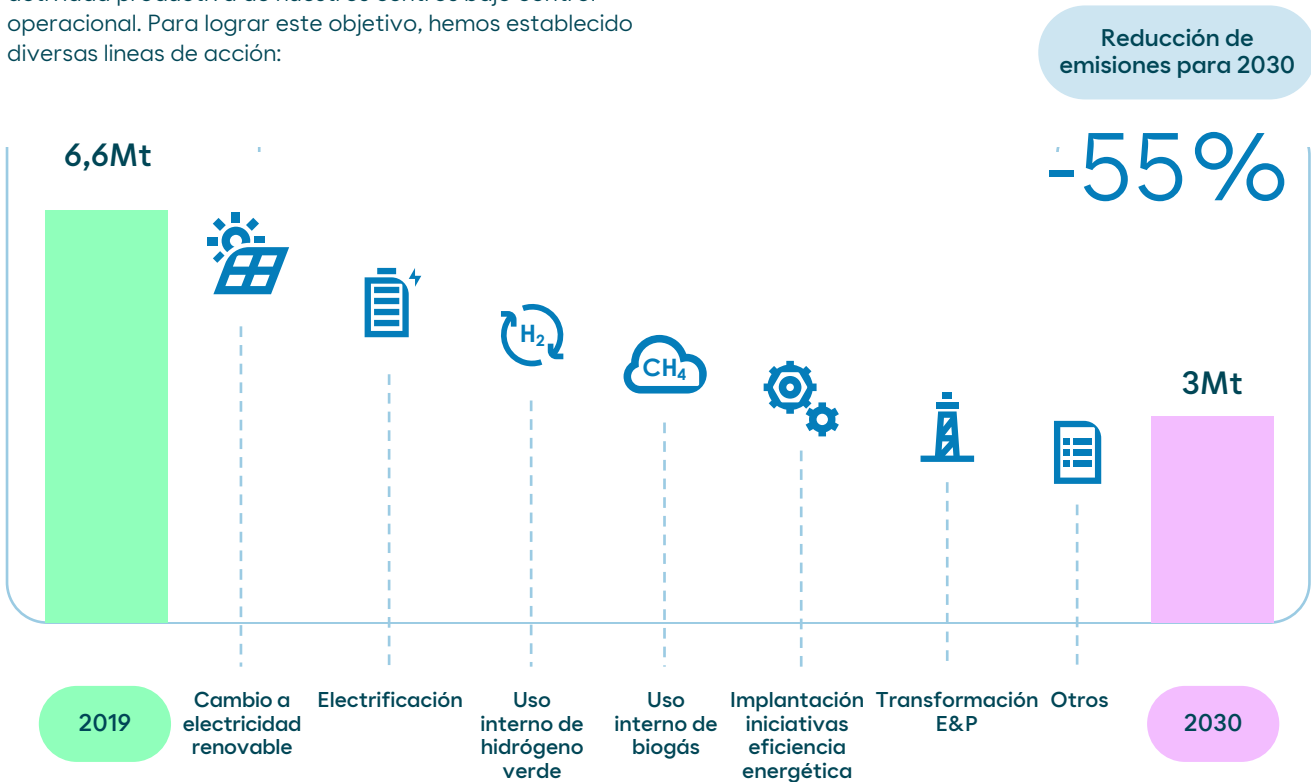 operacional. Para lograr este objetivo, hemos establecido
diversas lineas de acción:
Reducción de
emisiones para 2030
-55%
6,6Mt
H₂
CH₄
3Mt
2019
Cambio a
electricidad
renovable
Electrificación
Uso
interno de
hidrógeno
verde
Uso
interno de
biogás
Implantación
iniciativas
eficiencia
energética
Transformación
E&P
Otros
2030